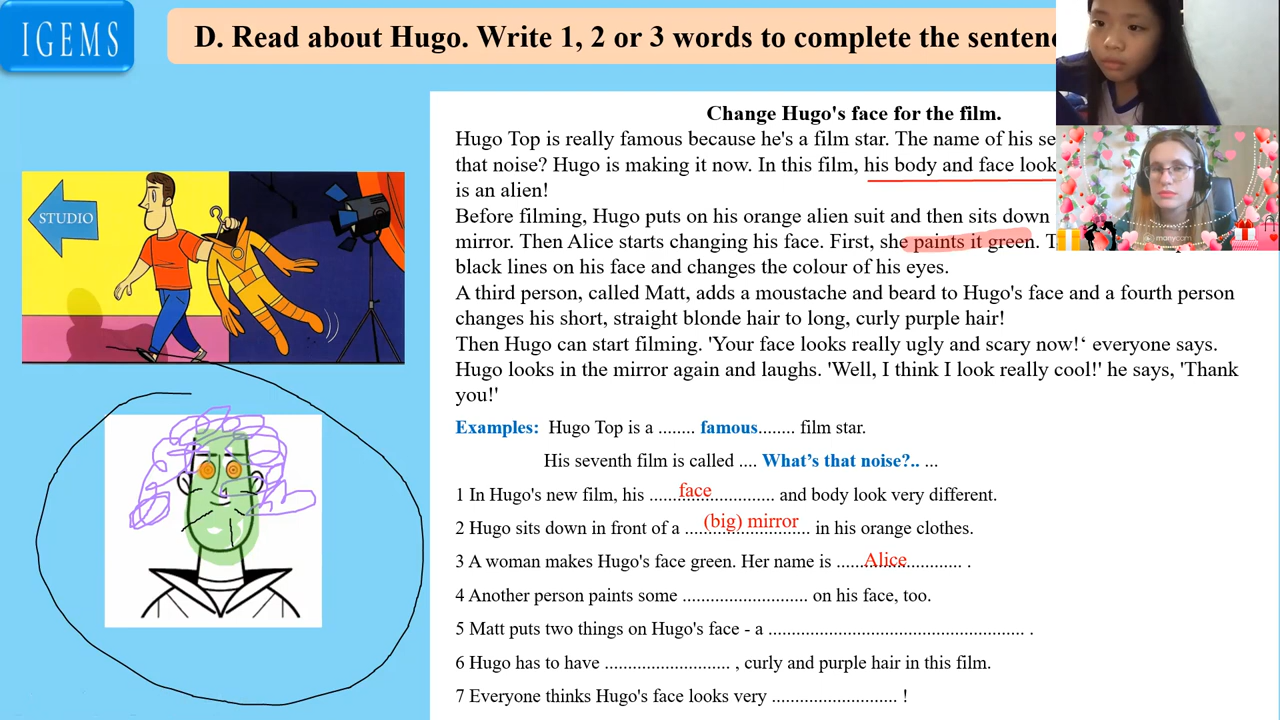 IGEMS
D. Read about Hugo. Write 1, 2 or 3 words to complete the
Change Hugo's face for the film.
Hugo Top is really famous because he's a film star. The name of his
that noise? Hugo is making it now. In this film, his body and face look
is an alien!
Before filming, Hugo puts on his orange alien suit and then sits down
mirror. Then Alice starts changing his face. First, she paints it green.
black lines on his face and changes the colour of his eyes.
A third person, called Matt, adds a moustache and beard to Hugo's face and a fourth person
changes his short, straight blonde hair to long, curly purple hair!
Then Hugo can start filming. 'Your face looks really ugly and scary now!‘ everyone says.
Hugo looks in the mirror again and laughs. 'Well, I think I look really cool!' he says, 'Thank
you!'
STUDIO
Examples: Hugo Top is a ........ famous........ film star.
His seventh film is called .... What's that noise?.. ...
1 In Hugo's new film, his ...face... and body look very different.
2 Hugo sits down in front of a ...(big) mirror... in his orange clothes.
3 A woman makes Hugo's face green. Her name is ...Alice... .
4 Another person paints some ........................... on his face, too.
5 Matt puts two things on Hugo's face - a ....................................................... .
6 Hugo has to have ........................... , curly and purple hair in this film.
7 Everyone thinks Hugo's face looks very ........................... !